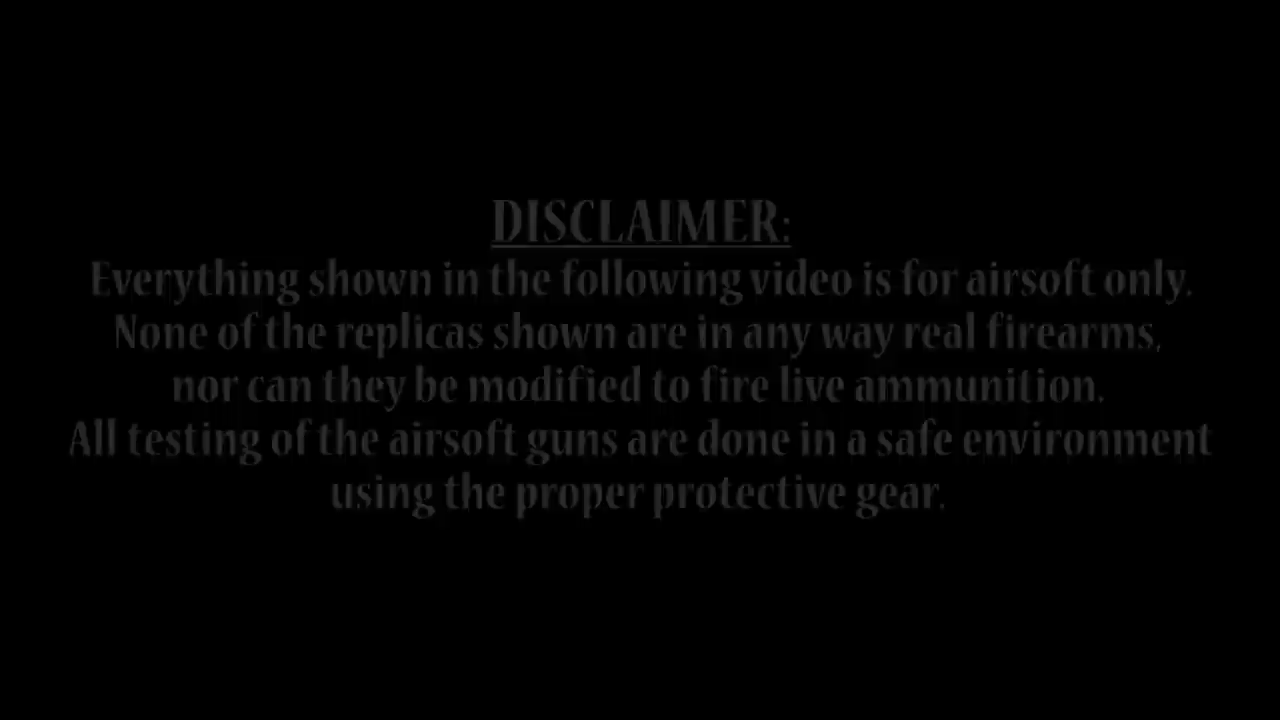 DISCLAIMER:
Everything shown in the following video is for airsoft only.
None of the replicas shown are in any way real firearms,
nor can they be modified to fire live ammunition.
All testing of the airsoft guns are done in a safe environment
using the proper protective gear.